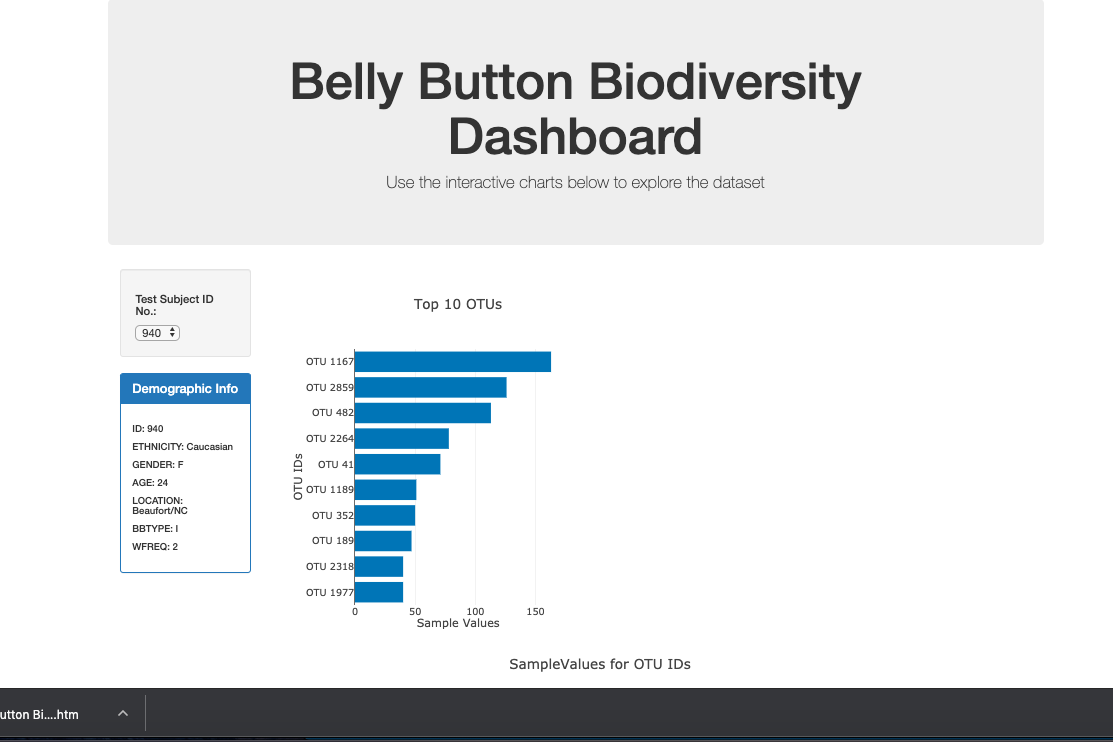 Belly Button Biodiversity
Dashboard
Use the interactive charts below to explore the dataset
Test Subject ID
No.:
940
Demographic Info
ID: 940
ETHNICITY: Caucasian
GENDER: F
AGE: 24
LOCATION:
Beaufort/NC
BBTYPE: I
WFREQ: 2
Top 10 OTUs
OTU IDs
OTU 1167
OTU 2859
OTU 482
OTU 2264
OTU 41
OTU 1189
OTU 352
OTU 189
OTU 2318
OTU 1977
0 50 100 150
Sample Values
SampleValues for OTU IDs
utton Bi....htm